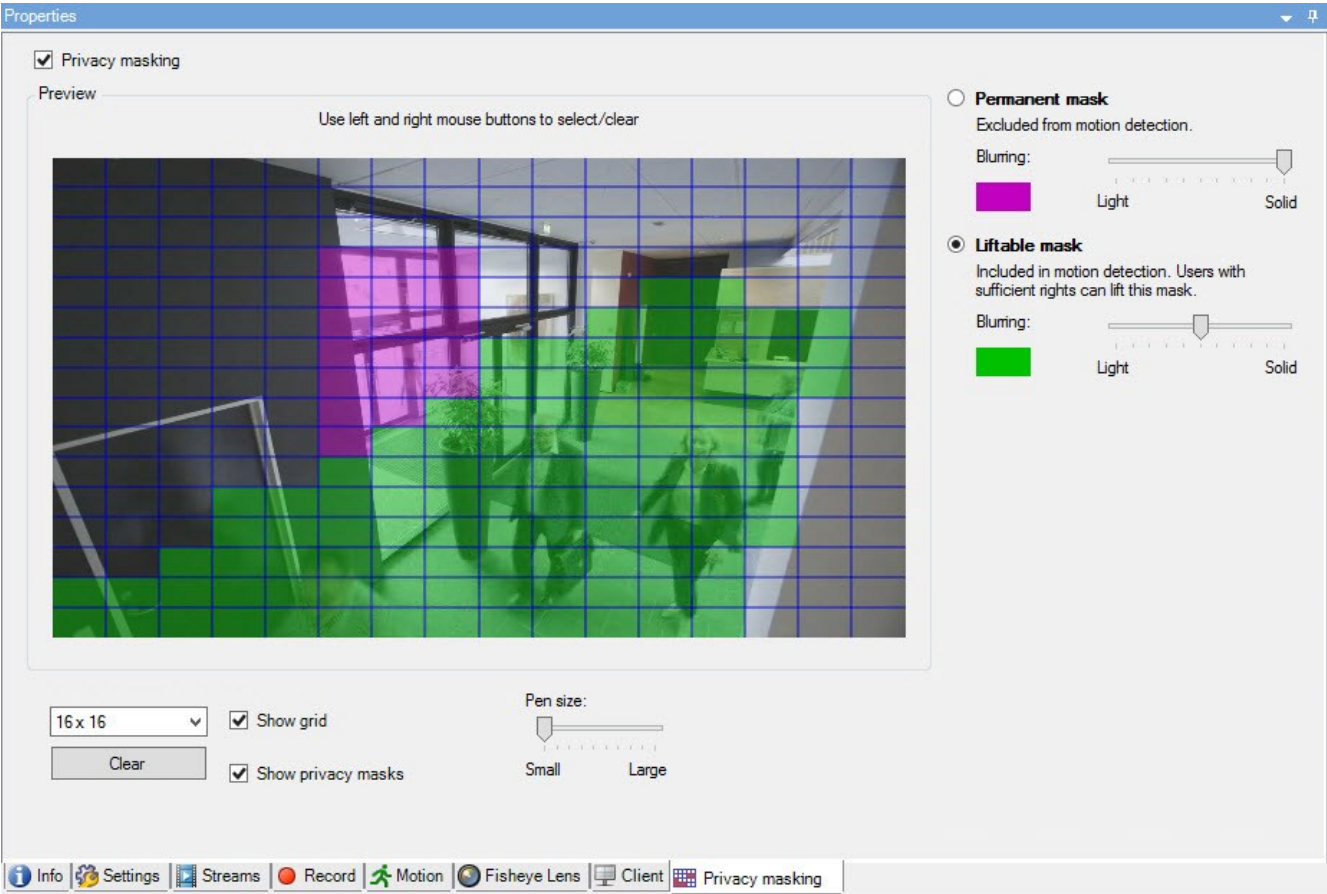 Properties
Privacy masking
Preview
Use left and right mouse buttons to select/clear
Permanent mask
Excluded from motion detection.
Blurring:
Light Solid
Liftable mask
Included in motion detection. Users with
sufficient rights can lift this mask.
Blurring:
Light Solid
16 x 16
Show grid
Clear
Show privacy masks
Pen size:
Small Large
Info Settings Streams Record Motion Fisheye Lens Client Privacy masking